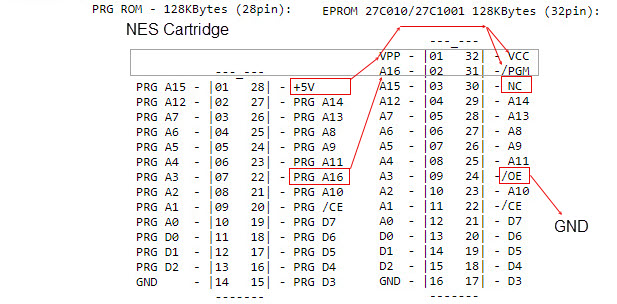 PRG ROM - 128KBytes (28pin):
NES Cartridge
---_---
PRG A15 - |01 28| - +5V
PRG A12 - |02 27| - PRG A14
PRG A7 - |03 26| - PRG A13
PRG A6 - |04 25| - PRG A8
PRG A5 - |05 24| - PRG A9
PRG A4 - |06 23| - PRG A11
PRG A3 - |07 22| - PRG A16
PRG A2 - |08 21| - PRG A10
PRG A1 - |09 20| - PRG /CE
PRG A0 - |10 19| - PRG D7
PRG D0 - |11 18| - PRG D6
PRG D1 - |12 17| - PRG D5
PRG D2 - |13 16| - PRG D4
GND - |14 15| - PRG D3
-------
EPROM 27C010/27C1001 128KBytes (32pin):
---_---
VPP - |01 32| - VCC
A16 - |02 31| -/PGM
A15 - |03 30| - NC
A12 - |04 29| - A14
A7 - |05 28| - A13
A6 - |06 27| - A8
A5 - |07 26| - A9
A4 - |08 25| - A11
A3 - |09 24| -/OE
A2 - |10 23| - A10
A1 - |11 22| -/CE
A0 - |12 21| - D7
D0 - |13 20| - D6
D1 - |14 19| - D5
D2 - |15 18| - D4
GND - |16 17| - D3
-------
GND